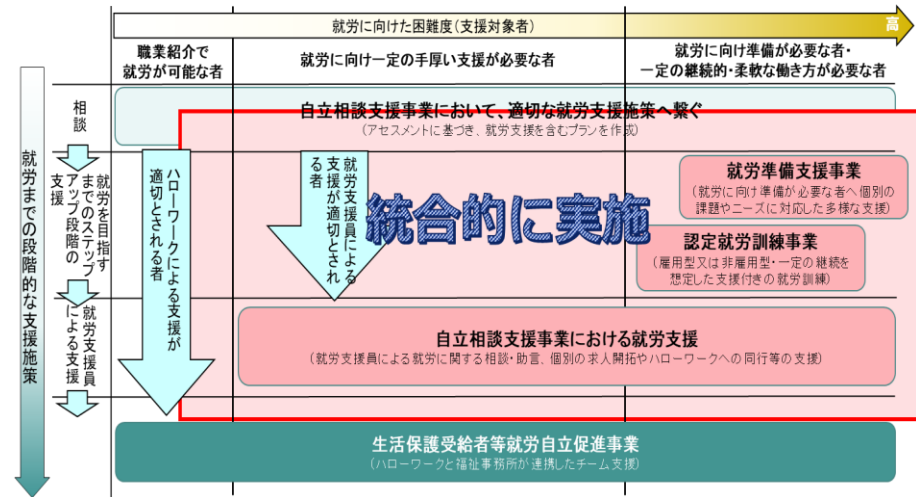 就労に向けた困難度（支援対象者）
高
職業紹介で
就労が可能な者
就労に向け一定の手厚い支援が必要な者
就労に向け準備が必要な者・
一定の継続的・柔軟な働き方が必要な者
就労までの段階的な支援施策
相談
自立相談支援事業において、適切な就労支援施策へ繋ぐ
（アセスメントに基づき、就労支援を含むプランを作成）
就労を目指す
までのステップ
アップ段階の
支援
ハローワークによる支援が
適切とされる者
就労支援員による
支援が適切とされ
る者
統合的に実施
就労準備支援事業
（就労に向け準備が必要な者へ個別の
課題やニーズに対応した多様な支援）
認定就労訓練事業
（雇用型又は非雇用型・一定の継続を
想定した支援付きの就労訓練）
就労支援員
による支援
自立相談支援事業における就労支援
（就労支援員による就労に関する相談・助言、個別の求人開拓やハローワークへの同行等の支援）
生活保護受給者等就労自立促進事業
（ハローワークと福祉事務所が連携したチーム支援）